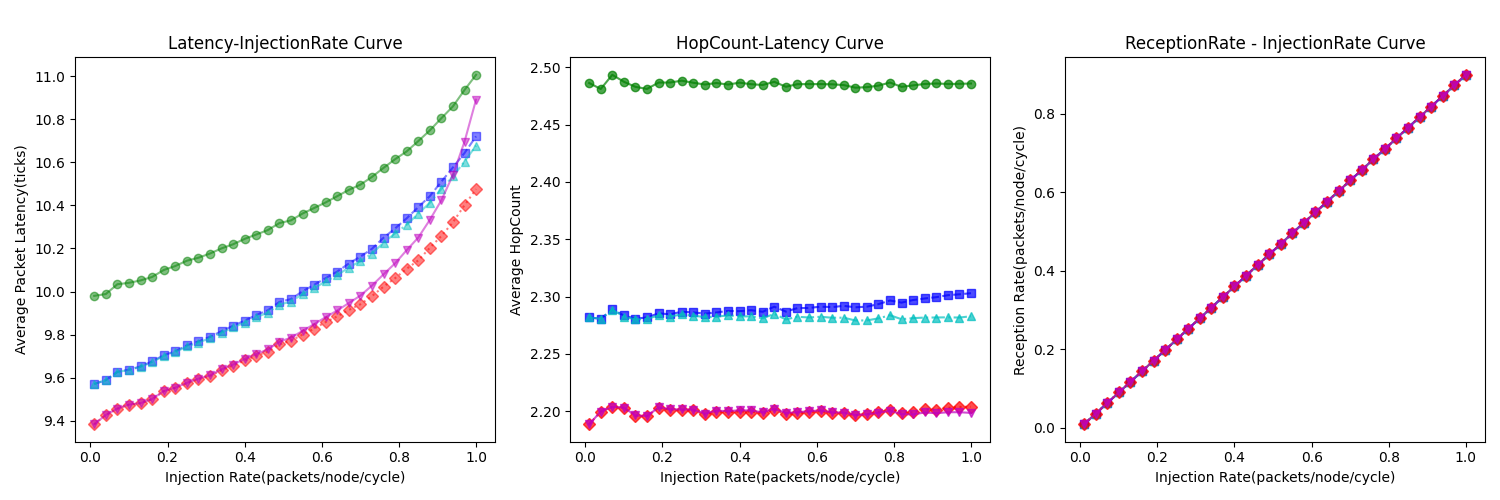 Latency-InjectionRate Curve
11.0
10.8
10.6
10.4
10.2
10.0
9.8
9.6
9.4
Average Packet Latency(ticks)
0.0 0.2 0.4 0.6 0.8 1.0
Injection Rate(packets/node/cycle)
HopCount-Latency Curve
2.50
2.45
2.40
2.35
2.30
2.25
2.20
Average HopCount
0.0 0.2 0.4 0.6 0.8 1.0
Injection Rate(packets/node/cycle)
ReceptionRate - InjectionRate Curve
0.8
0.6
0.4
0.2
0.0
Reception Rate(packets/node/cycle)
0.0 0.2 0.4 0.6 0.8 1.0
Injection Rate(packets/node/cycle)